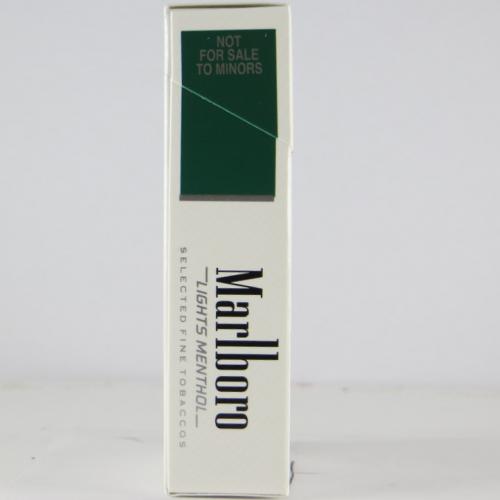 NOT
FOR SALE
TO MINORS
Marlboro
LIGHTS MENTHOL
SELECTED FINE TOBACCOS